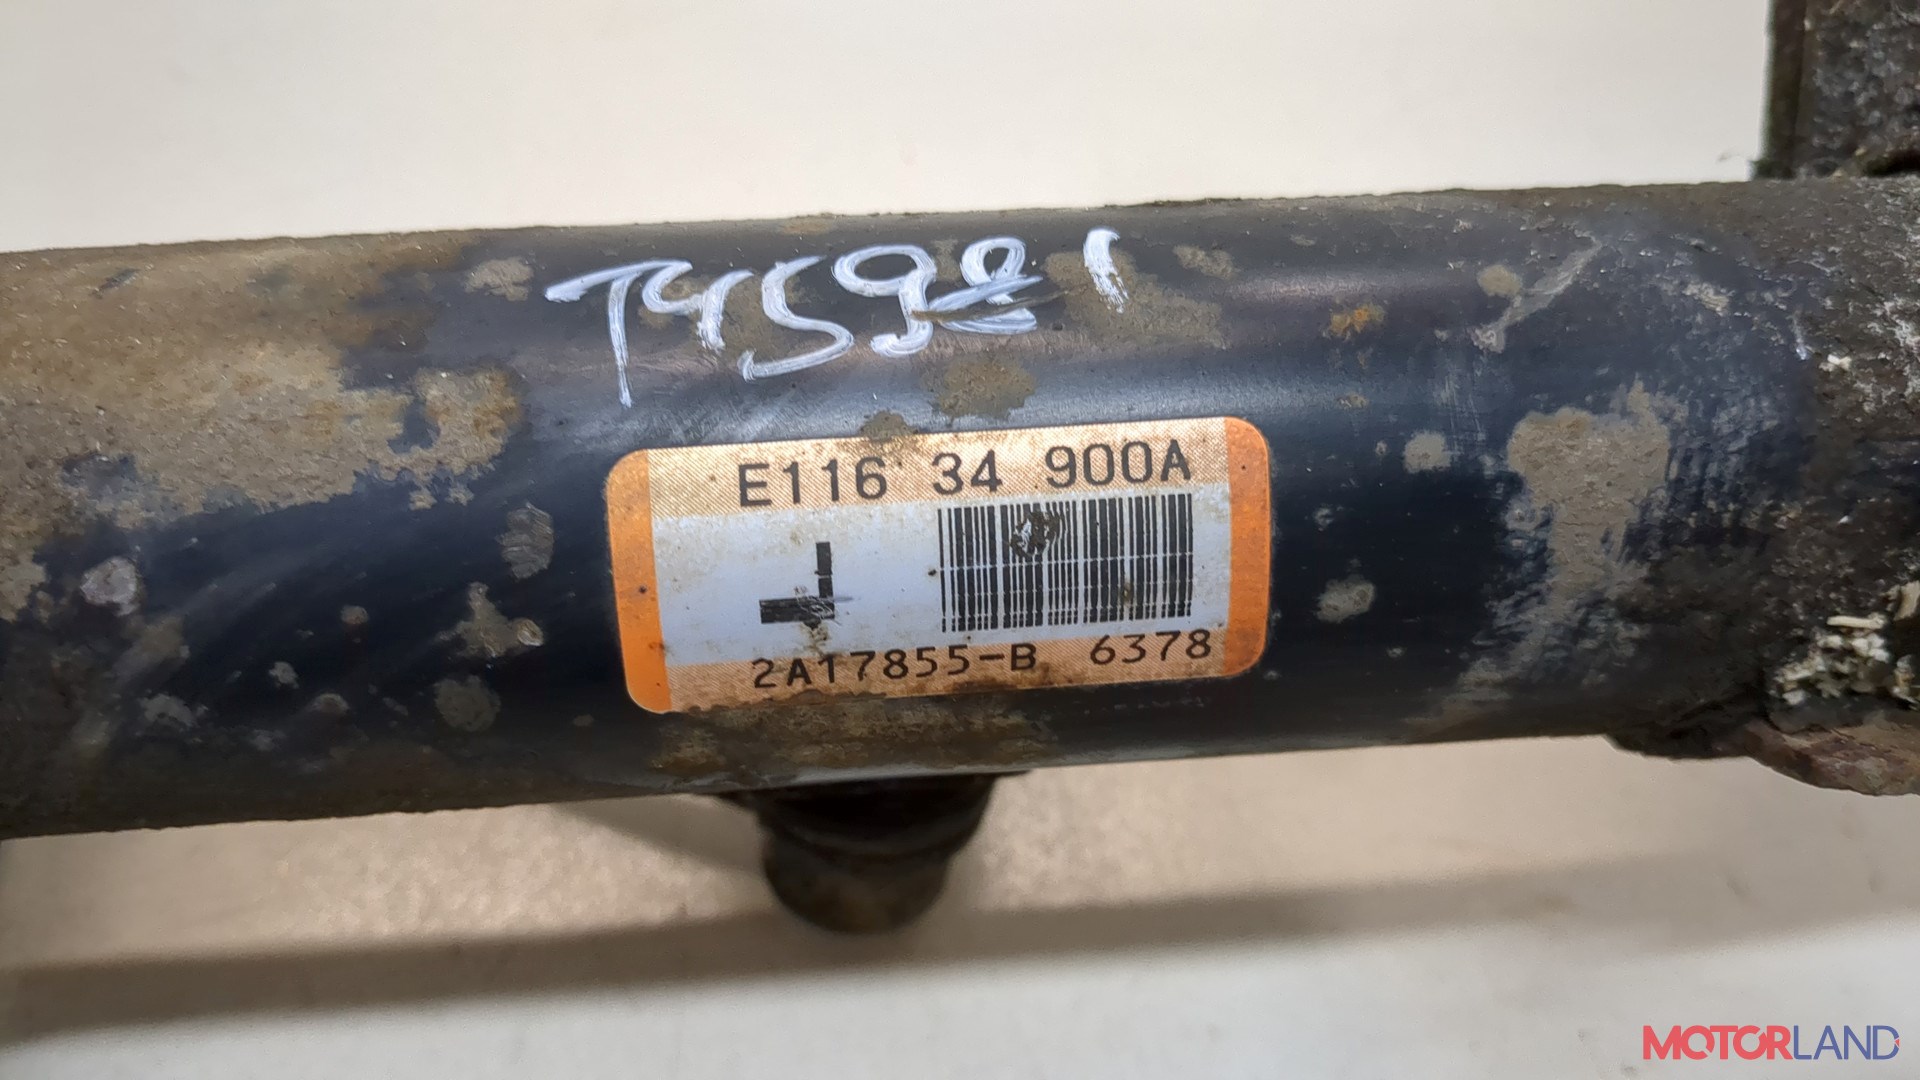 E116 34 900A
L
2A17855-B 6378
MOTORLAND